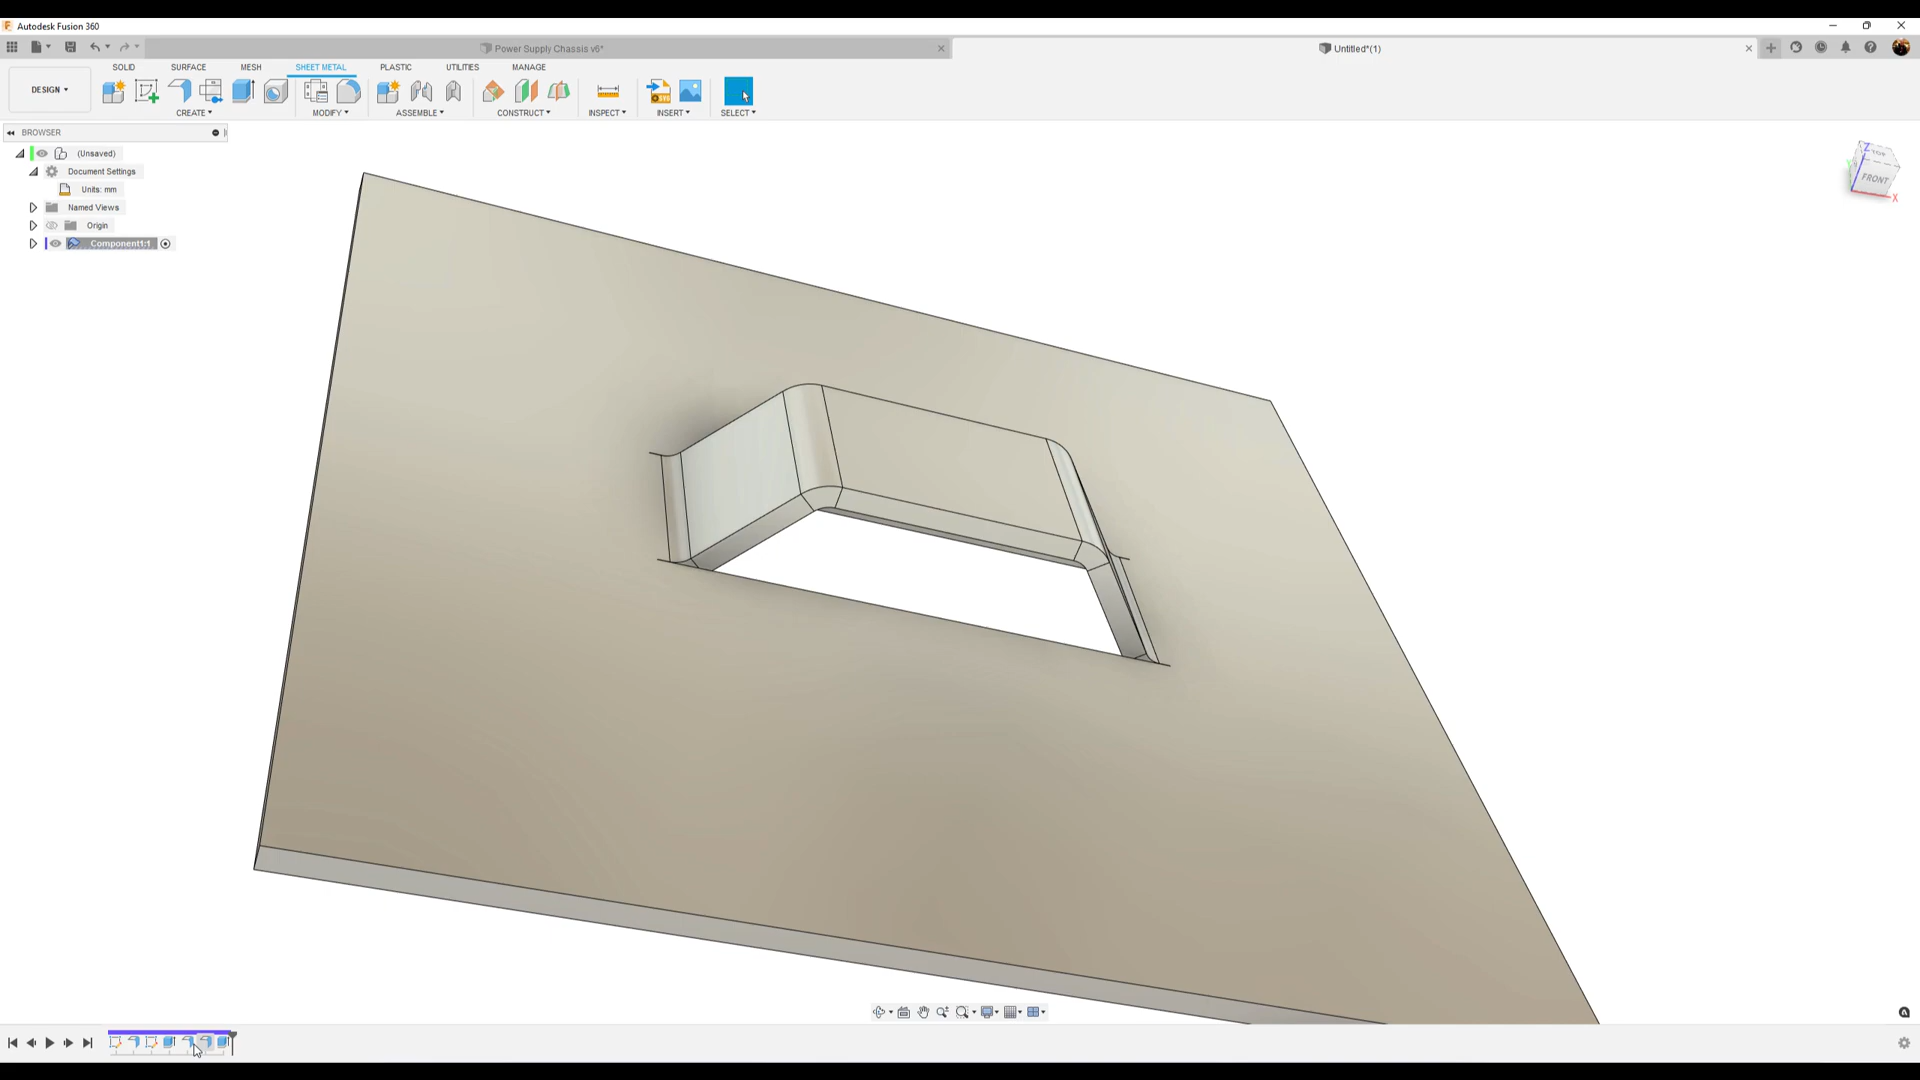 Autodesk Fusion 360
Power Supply Chassis v6*
Untitled*(1)
SOLID
SURFACE
MESH
SHEET METAL
PLASTIC
UTILITIES
MANAGE
DESIGN
CREATE
MODIFY
ASSEMBLE
CONSTRUCT
INSPECT
INSERT
SELECT
BROWSER
(Unsaved)
Document Settings
Units: mm
Named Views
Origin
Component1:1
Z
FRONT
X